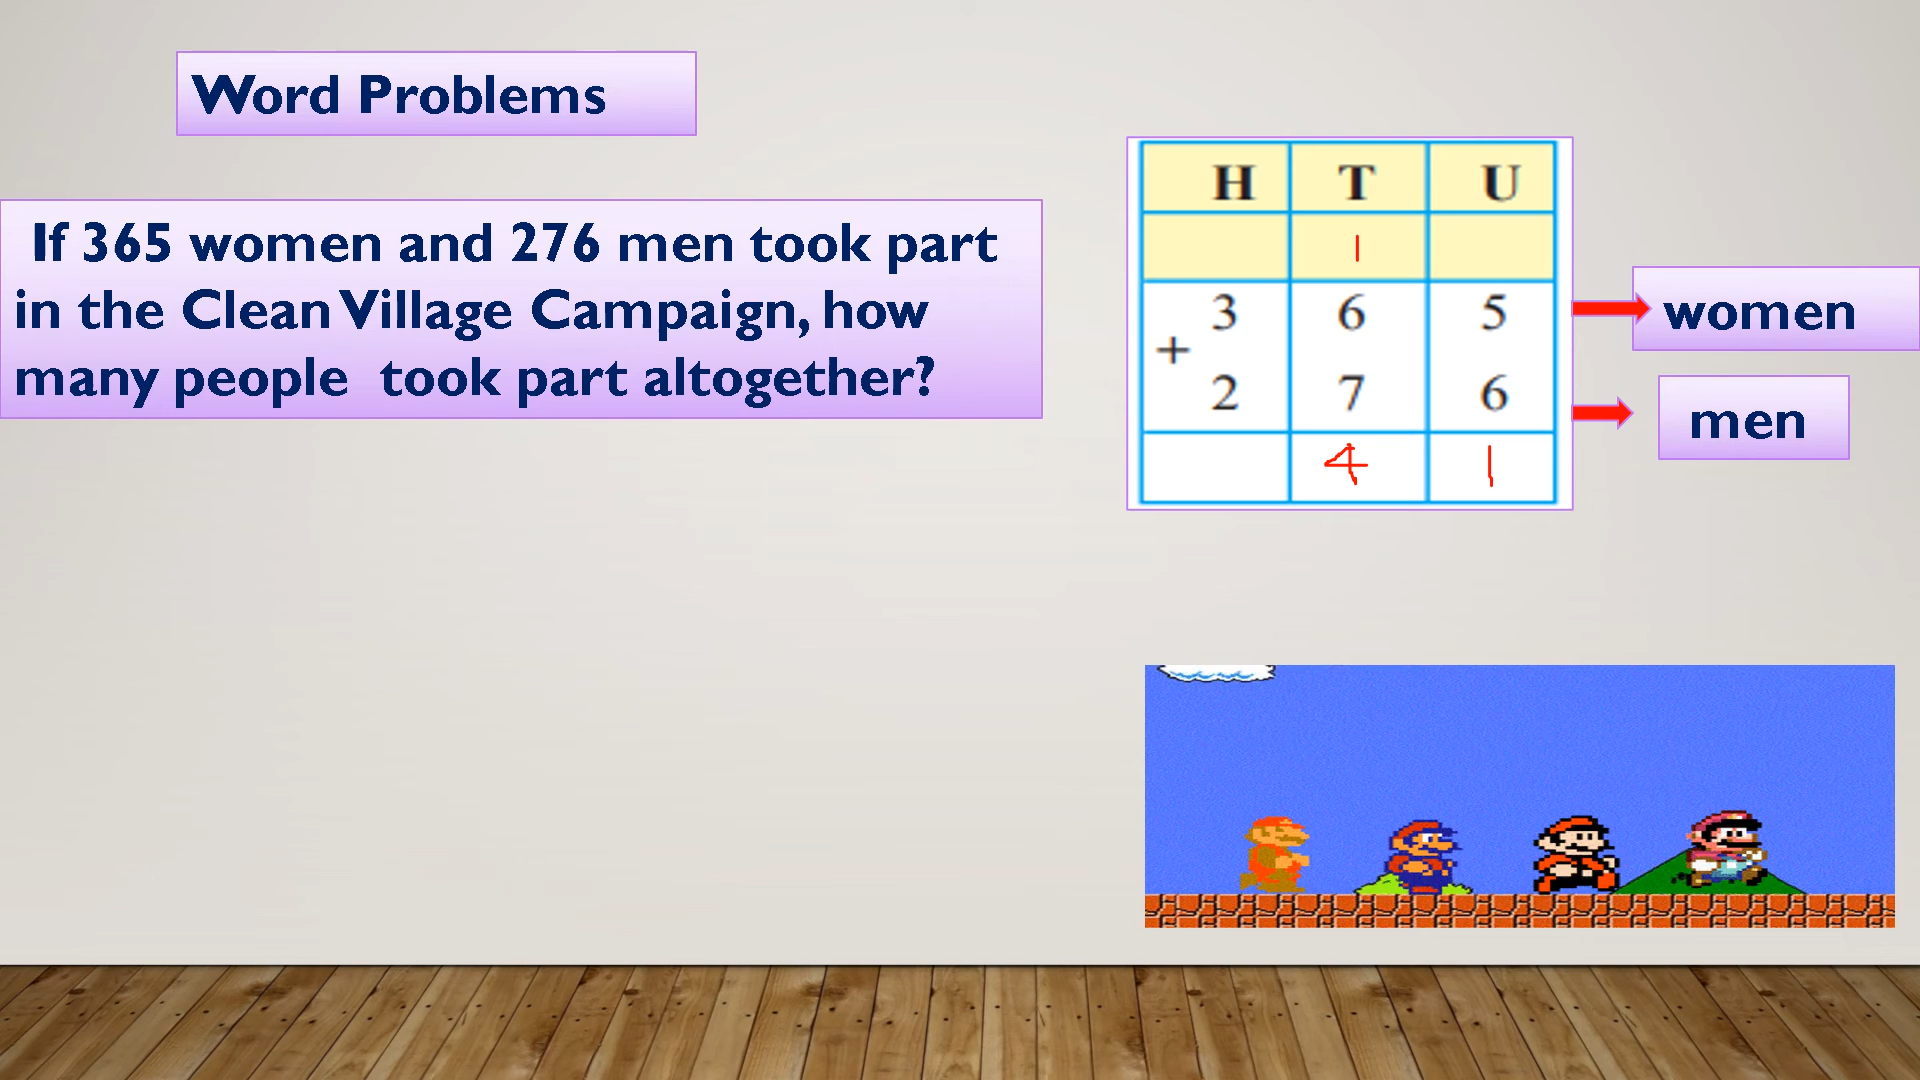 Word Problems
If 365 women and 276 men took part
in the Clean Village Campaign, how
many people took part altogether?
H T U
1
3 6 5
+
2 7 6
4 1
women
men